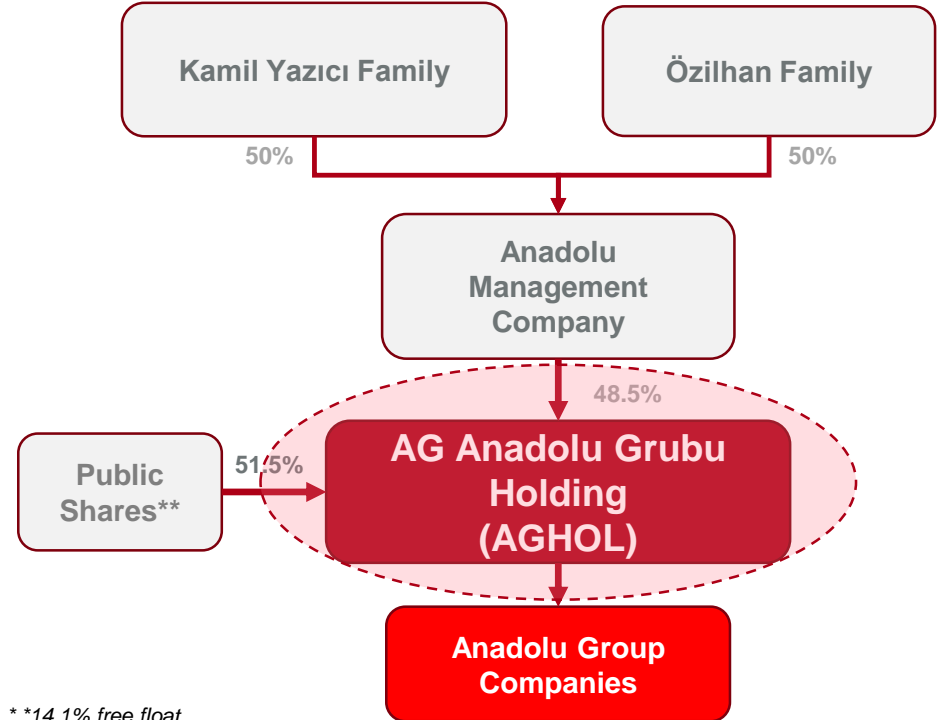 Kamil Yazıcı Family
Özilhan Family
50%
50%
Anadolu
Management
Company
48.5%
Public
Shares**
51.5%
AG Anadolu Grubu
Holding
(AGHOL)
Anadolu Group
Companies
* *14.1% free float